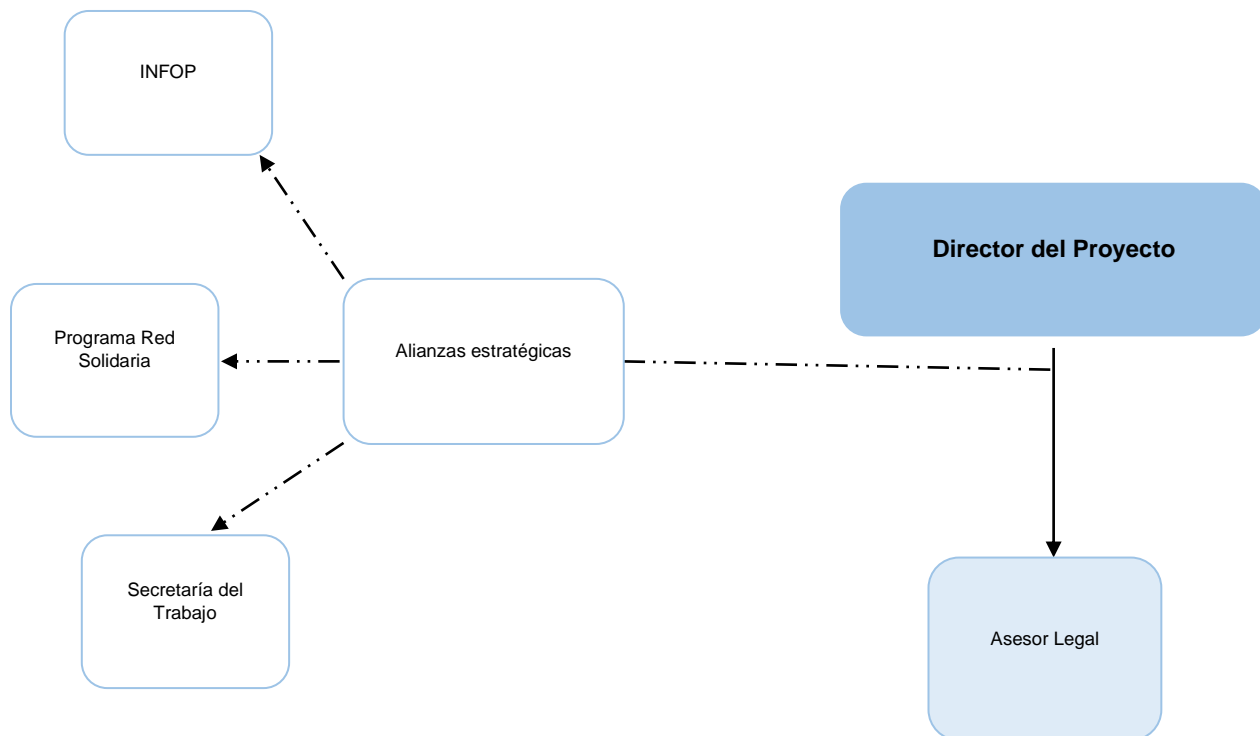 INFOP
Director del Proyecto
Programa Red
Solidaria
Alianzas estratégicas
Secretaría del
Trabajo
Asesor Legal